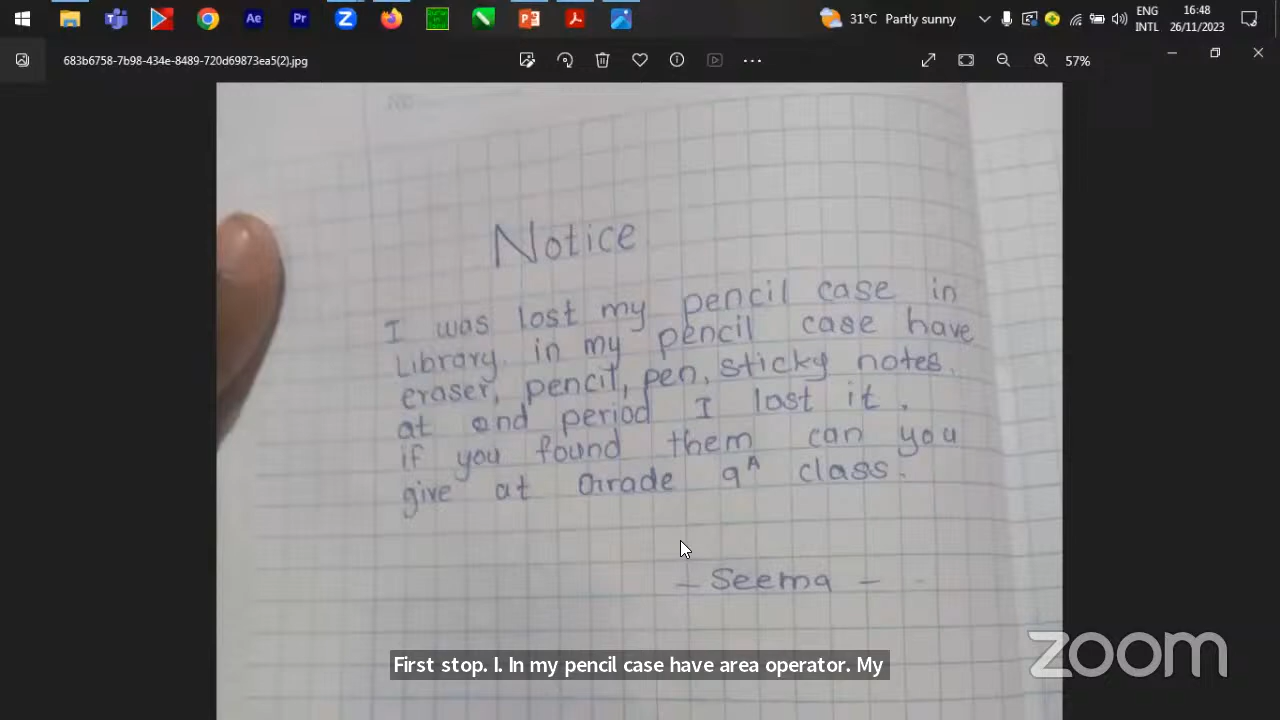 31°C Partly sunny
ENG
INTL
16:48
26/11/2023
683b6758-7b98-434e-8489-720d69873ea5(2).jpg
57%
Notice
I was lost my pencil case in
Library. in my pencil case have
eraser, pencil, pen, sticky notes.
at 2nd period I lost it.
if you found them can you
give at Grade 9A class.
- Seema -
First stop. I. In my pencil case have area operator. My
zoom